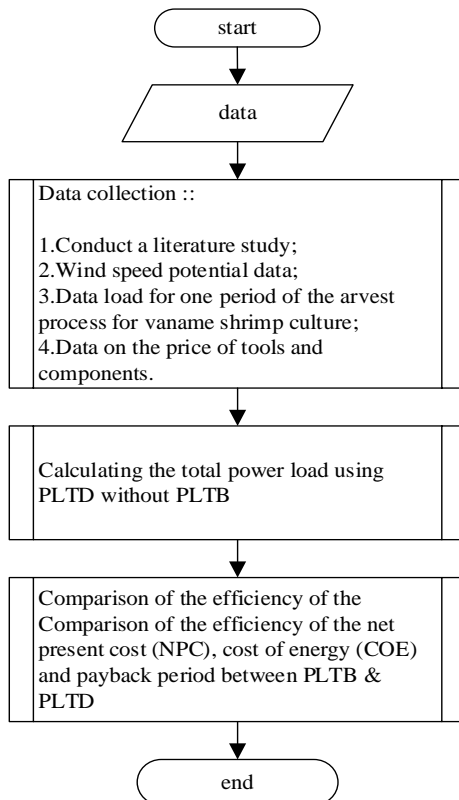 start
data
Data collection ::
1.Conduct a literature study;
2.Wind speed potential data;
3.Data load for one period of the arvest
process for vaname shrimp culture;
4.Data on the price of tools and
components.
Calculating the total power load using
PLTD without PLTB
Comparison of the efficiency of the
Comparison of the efficiency of the net
present cost (NPC), cost of energy (COE)
and payback period between PLTB &
PLTD
end